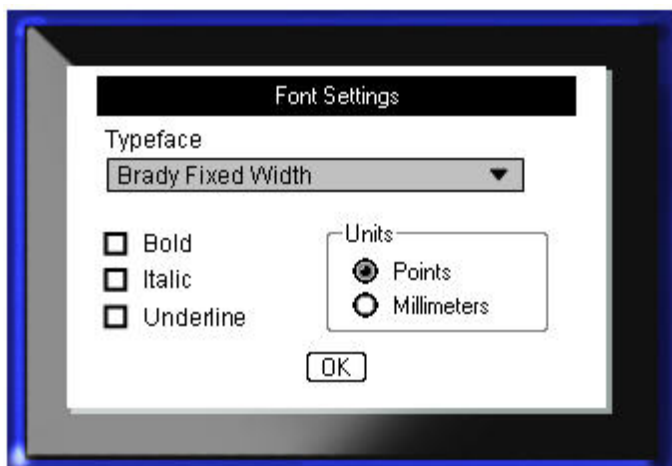 Font Settings
Typeface
Brady Fixed Width
Bold
Italic
Underline
Units
Points
Millimeters
OK